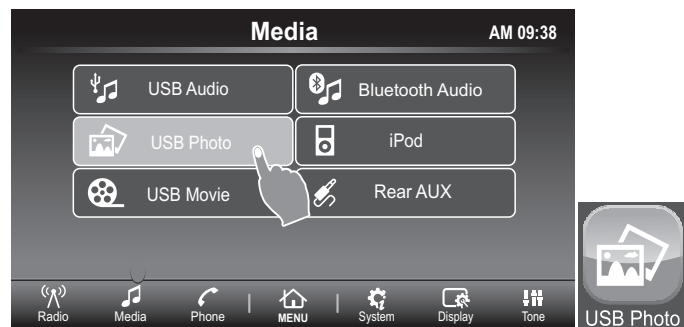 Media
AM 09:38
USB Audio
Bluetooth Audio
USB Photo
iPod
USB Movie
Rear AUX
Radio
Media
Phone
MENU
System
Display
Tone
USB Photo